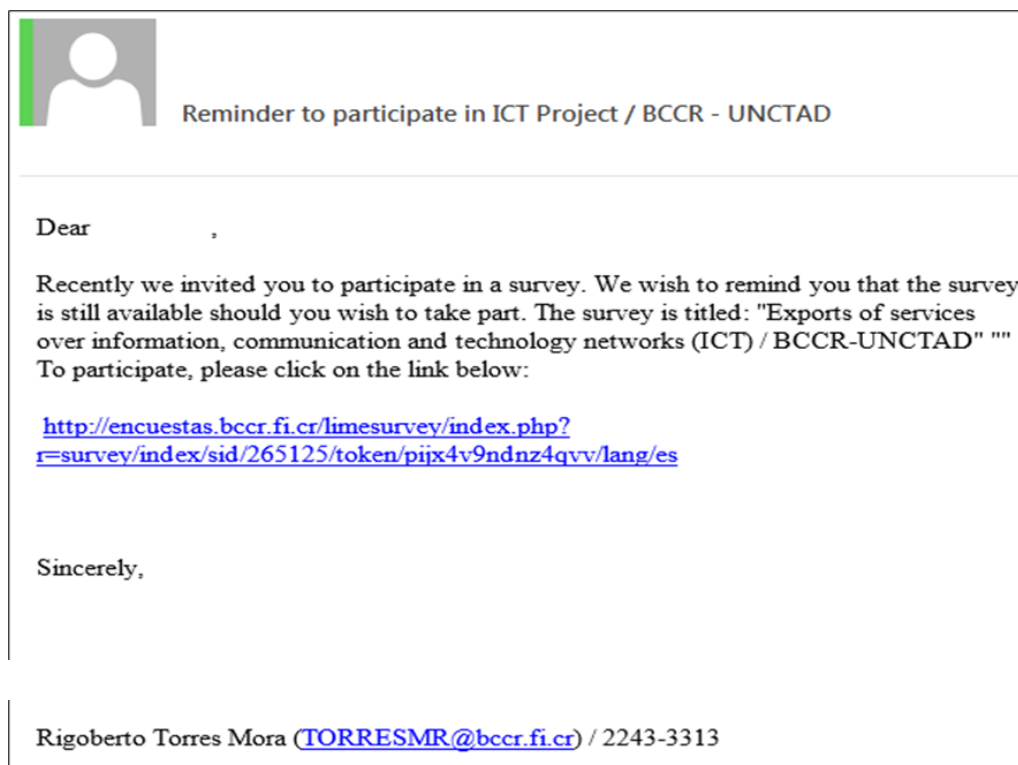 Reminder to participate in ICT Project / BCCR - UNCTAD
Dear ,
Recently we invited you to participate in a survey. We wish to remind you that the survey
is still available should you wish to take part. The survey is titled: "Exports of services
over information, communication and technology networks (ICT) / BCCR-UNCTAD" ""
To participate, please click on the link below:
http://encuestas.bccr.fi.cr/limesurvey/index.php?
r=survey/index/sid/265125/token/pijx4v9ndnz4qvv/lang/es
Sincerely,
Rigoberto Torres Mora (TORRESMR@bccr.fi.cr) / 2243-3313